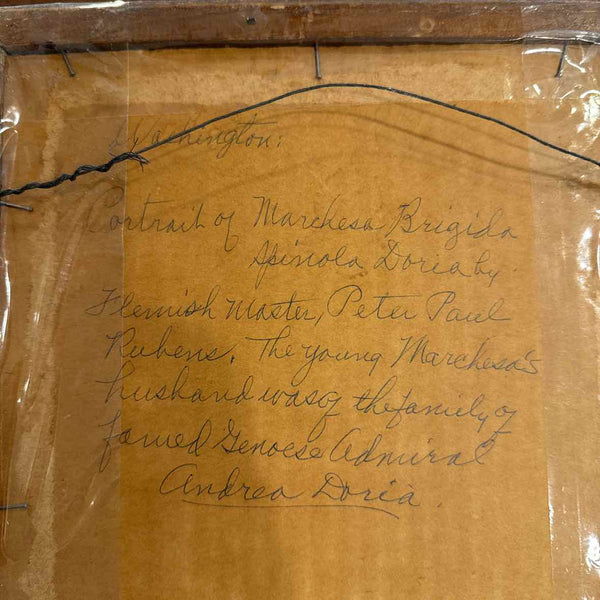 Washington:
Portrait of Marchesa Brigida
Spinola Doria by
Flemish Master, Peter Paul
Rubens. The young Marchesa's
husband was of the family of
famed Genoese Admiral
Andrea Doria.